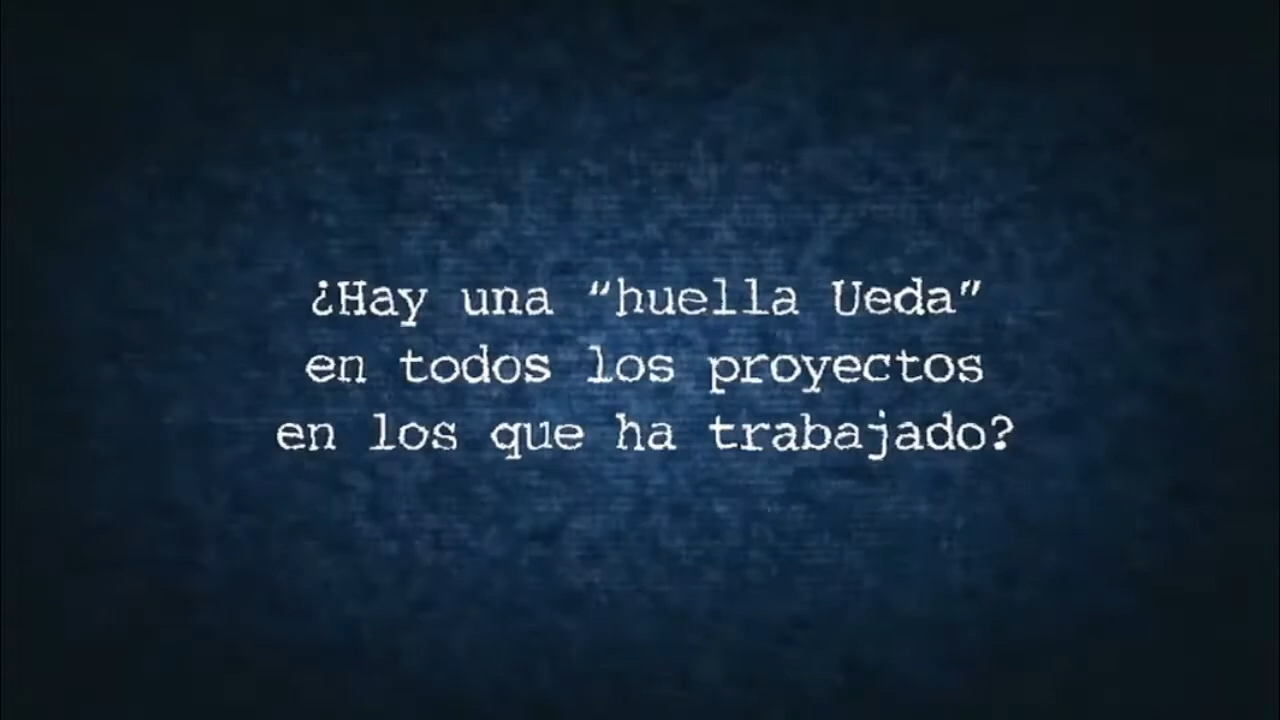 ¿Hay una “huella Ueda”
en todos los proyectos
en los que ha trabajado?